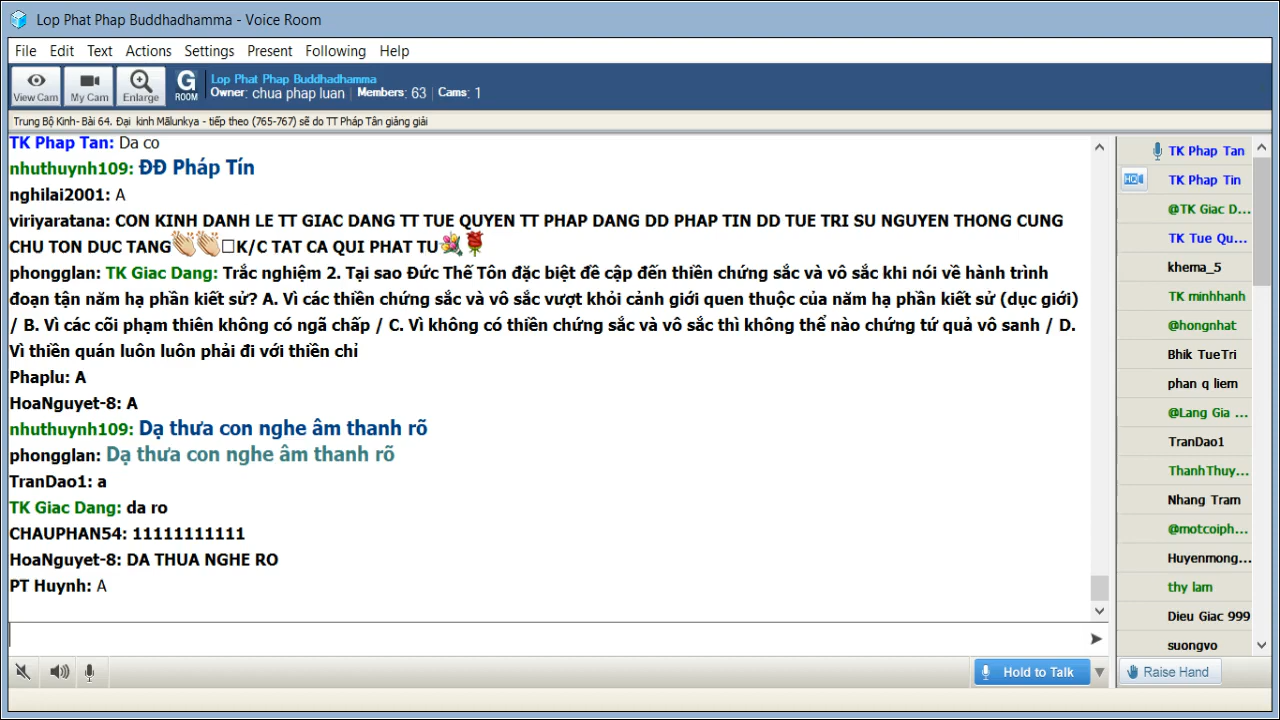 Lop Phat Phap Buddhadhamma - Voice Room
File Edit Text Actions Settings Present Following Help
View Cam My Cam Enlarge G ROOM
Lop Phat Phap Buddhadhamma
Owner: chua phap luan Members: 63 Cams: 1
Trung Bộ Kinh- Bài 64. Đại kinh Mãlunkya - tiếp theo (765-767) sẽ do TT Pháp Tân giảng giải
TK Phap Tan: Da co
nhuthuynh109: ĐĐ Pháp Tín
nghilai2001: A
viriyaratana: CON KINH DANH LE TT GIAC DANG TT TUE QUYEN TT PHAP DANG DD PHAP TIN DD TUE TRI SU NGUYEN THONG CUNG
CHU TON DUC TANG👏👏□K/C TAT CA QUI PHAT TU💐🌹
phongglan: TK Giac Dang: Trắc nghiệm 2. Tại sao Đức Thế Tôn đặc biệt đề cập đến thiền chứng sắc và vô sắc khi nói về hành trình
đoạn tận năm hạ phần kiết sử? A. Vì các thiền chứng sắc và vô sắc vượt khỏi cảnh giới quen thuộc của năm hạ phần kiết sử (dục giới)
/ B. Vì các cõi phạm thiên không có ngã chấp / C. Vì không có thiền chứng sắc và vô sắc thì không thể nào chứng tứ quả vô sanh / D.
Vì thiền quán luôn luôn phải đi với thiền chỉ
Phaplu: A
HoaNguyet-8: A
nhuthuynh109: Dạ thưa con nghe âm thanh rõ
phongglan: Dạ thưa con nghe âm thanh rõ
TranDao1: a
TK Giac Dang: da ro
CHAUPHAN54: 11111111111
HoaNguyet-8: DA THUA NGHE RO
PT Huynh: A
TK Phap Tan
HD TK Phap Tin
@TK Giac D...
TK Tue Qu...
khema_5
TK minhhanh
@hongnhat
Bhik TueTri
phan q liem
@Lang Gia ...
TranDao1
ThanhThuy...
Nhang Tram
@motcoiph...
Huyenmong...
thy lam
Dieu Giac 999
suongvo
Hold to Talk Raise Hand